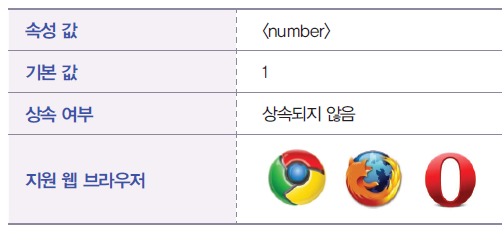 속성 값 〈number〉
기본 값 1
상속 여부 상속되지 않음
지원 웹 브라우저